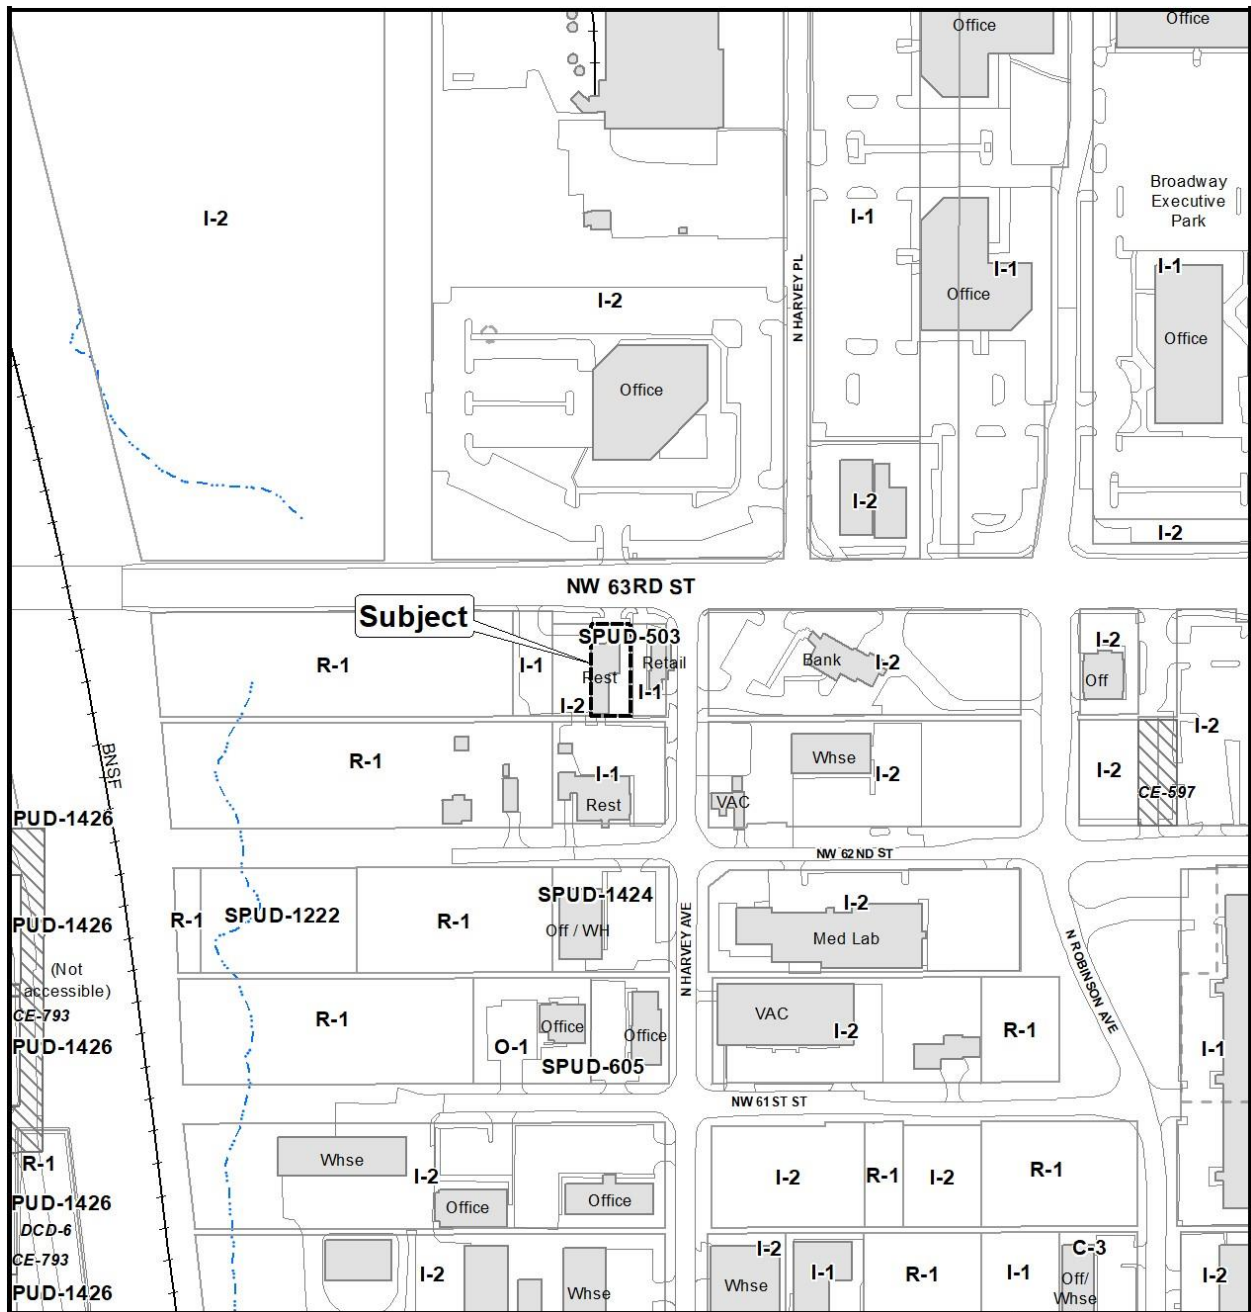 Office
Office
Broadway
Executive
Park
I-2
I-1
I-1
I-1
Office
I-2
N HARVEY PL
Office
Office
I-2
I-2
NW 63RD ST
Subject
SPUD-503
I-2
R-1
I-1
Rest
Retail
Bank
I-2
Off
I-2
I-1
BNSF
R-1
I-1
Rest
Whse
I-2
VAC
I-2
I-2
CE-597
PUD-1426
NW 62ND ST
SPUD-1424
I-2
R-1
SPUD-1222
R-1
Off / WH
N HARVEY AVE
Med Lab
N ROBINSON AVE
PUD-1426
(Not
accessible)
CE-793
PUD-1426
R-1
O-1
Office
Office
SPUD-605
VAC
I-2
R-1
I-1
NW 61ST ST
R-1
Whse
I-2
Office
Office
I-2
R-1
I-2
R-1
PUD-1426
DCD-6
CE-793
PUD-1426
I-2
Whse
I-2
Whse
I-1
R-1
I-1
C-3
Off/
Whse
I-2